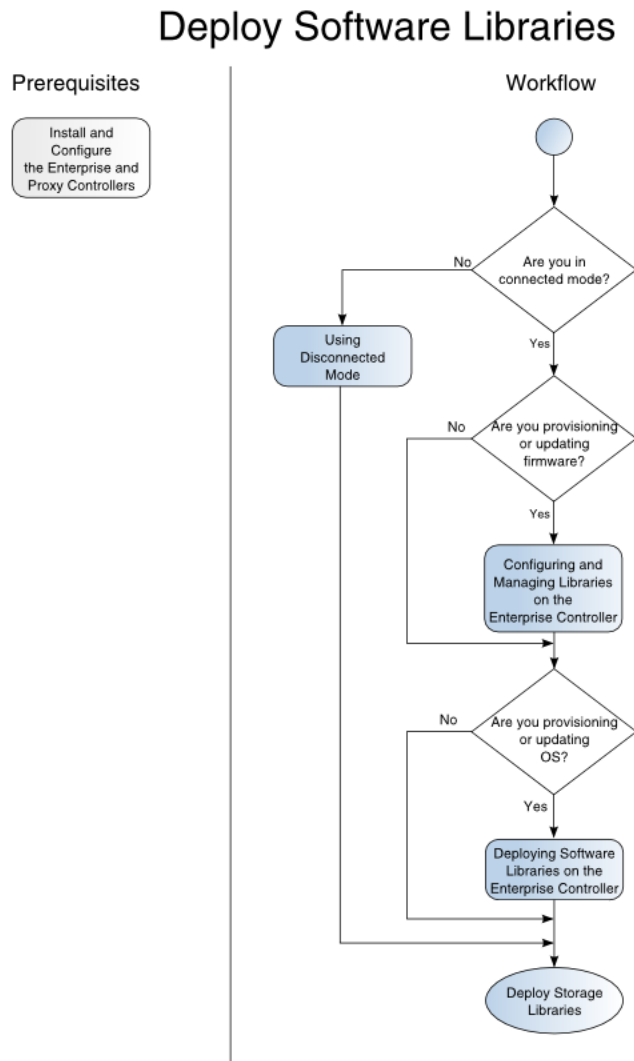 Deploy Software Libraries
Prerequisites
Workflow
Install and
Configure
the Enterprise and
Proxy Controllers
Are you in
connected mode?
No
Yes
Using
Disconnected
Mode
Are you provisioning
or updating
firmware?
No
Yes
Configuring and
Managing Libraries
on the
Enterprise Controller
Are you provisioning
or updating
OS?
No
Yes
Deploying Software
Libraries on the
Enterprise Controller
Deploy Storage
Libraries